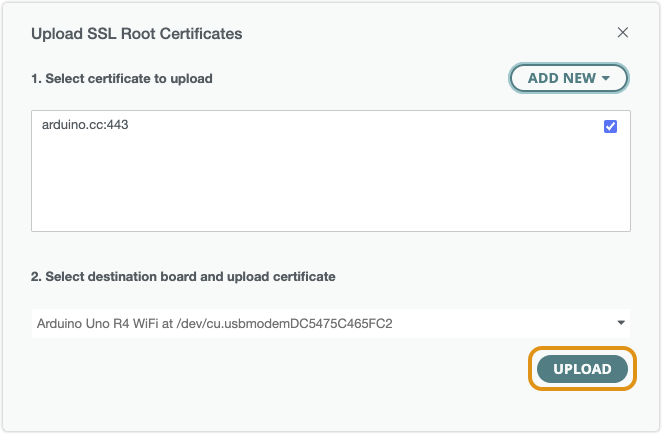 Upload SSL Root Certificates
1. Select certificate to upload
ADD NEW
arduino.cc:443
2. Select destination board and upload certificate
Arduino Uno R4 WiFi at /dev/cu.usbmodemDC5475C465FC2
UPLOAD